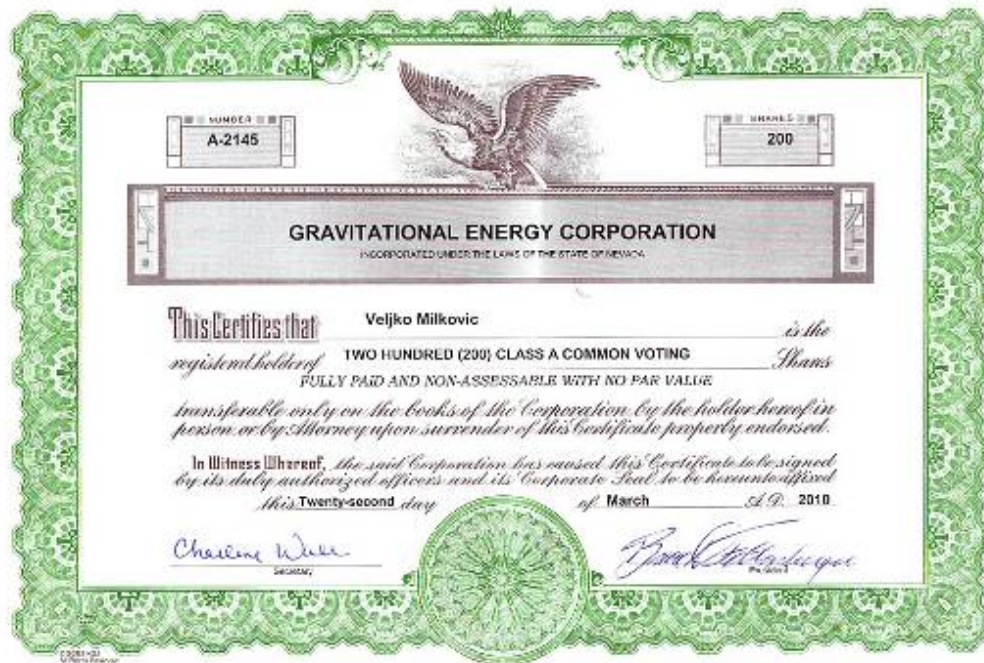 NUMBER
A-2145
SHARES
200
GRAVITATIONAL ENERGY CORPORATION
INCORPORATED UNDER THE LAWS OF THE STATE OF NEVADA
This Certifies that Veljko Milkovic is the
registered holder of TWO HUNDRED (200) CLASS A COMMON VOTING Shares
FULLY PAID AND NON-ASSESSABLE WITH NO PAR VALUE
transferable only on the books of the Corporation by the holder hereof in
person or by Attorney upon surrender of this Certificate properly endorsed.
In Witness Whereof, the said Corporation has caused this Certificate to be signed
by its duly authorized officers and its Corporate Seal to be hereunto affixed
this Twenty-second day of March A.D. 2010
Charlene
Secretary
President
All Rights Reserved